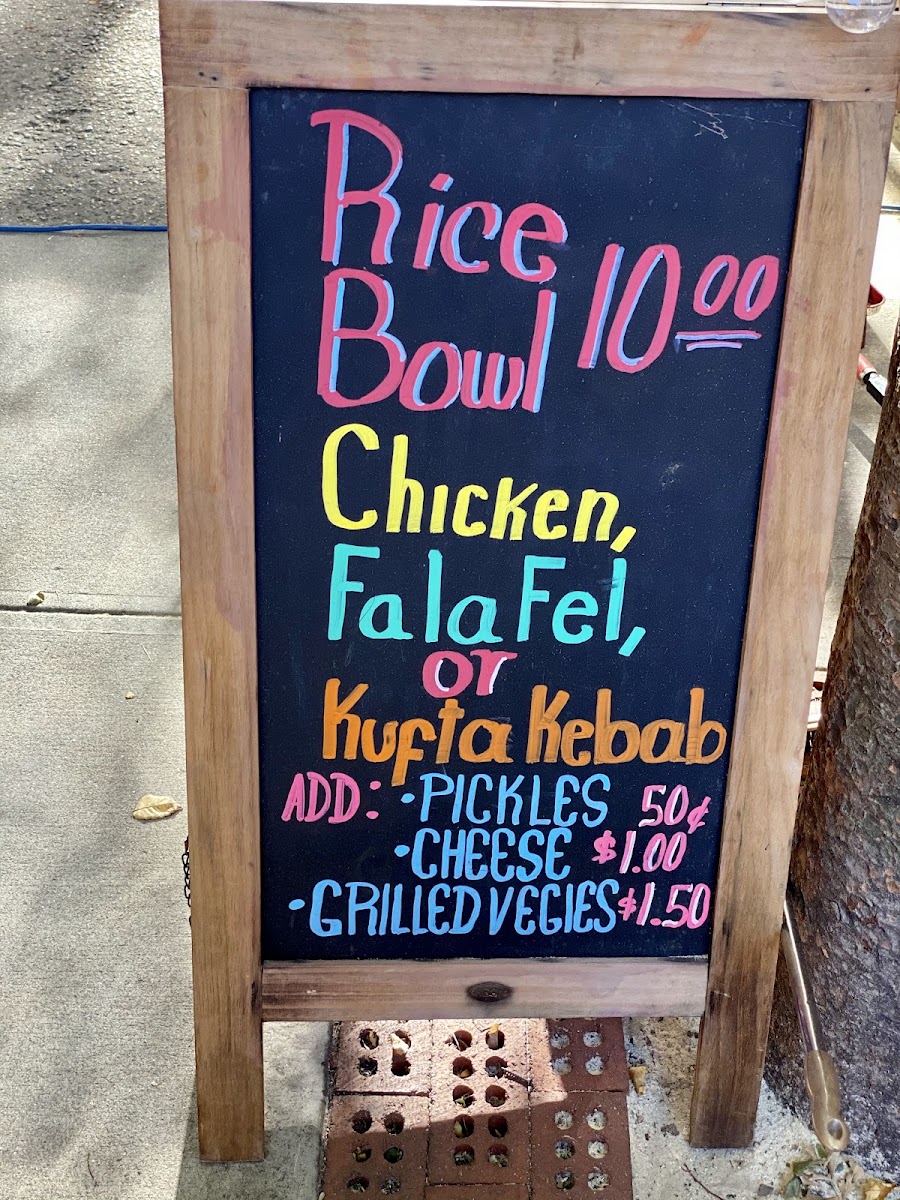 Rice
Bowl 10.00
Chicken,
FalaFel,
or
Kufta Kebab
ADD: • PICKLES 50¢
• CHEESE $1.00
• GRILLED VEGIES $1.50